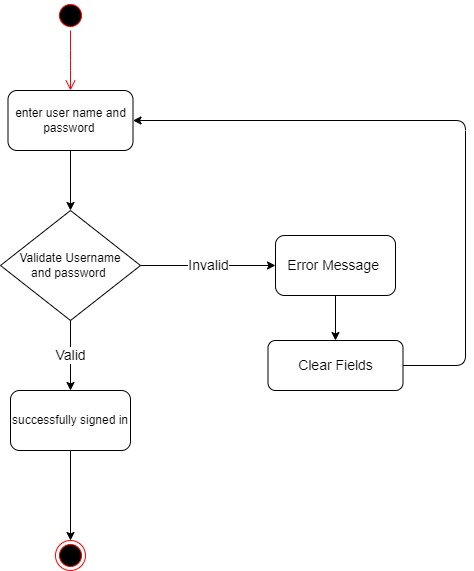 enter user name and
password
Validate Username
and password
Invalid
Error Message
Valid
Clear Fields
successfully signed in